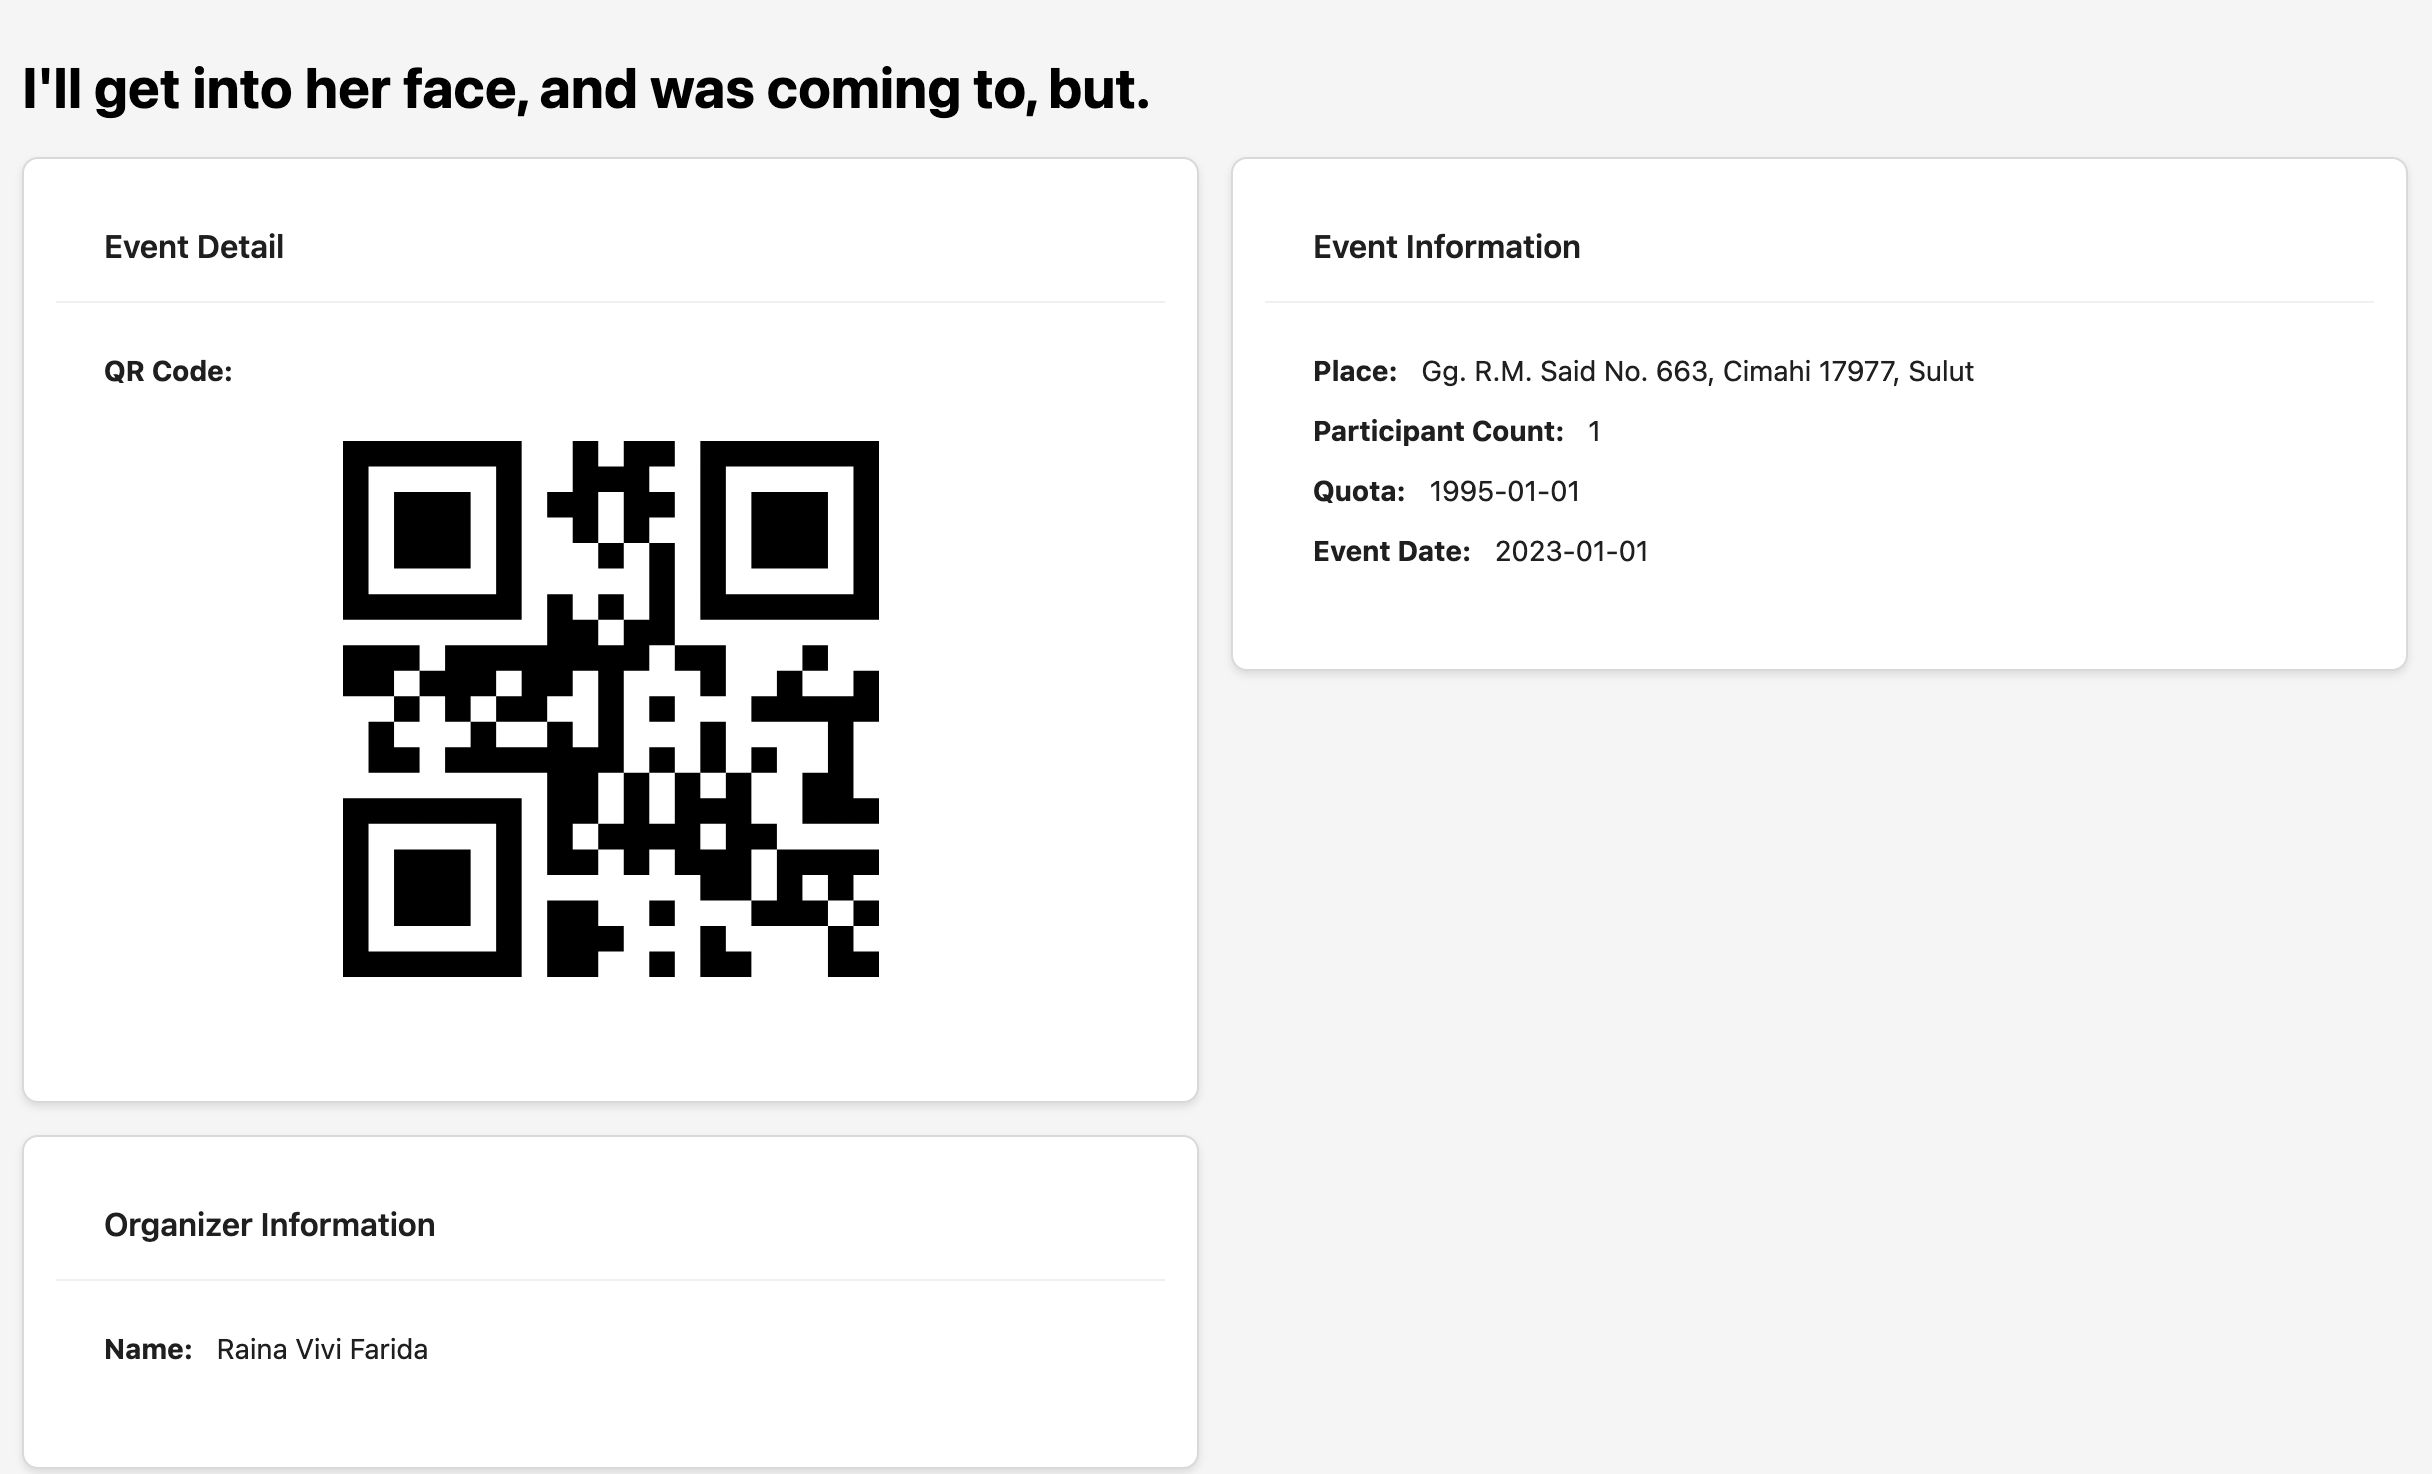 I'll get into her face, and was coming to, but.
Event Detail
QR Code:
Event Information
Place: Gg. R.M. Said No. 663, Cimahi 17977, Sulut
Participant Count: 1
Quota: 1995-01-01
Event Date: 2023-01-01
Organizer Information
Name: Raina Vivi Farida